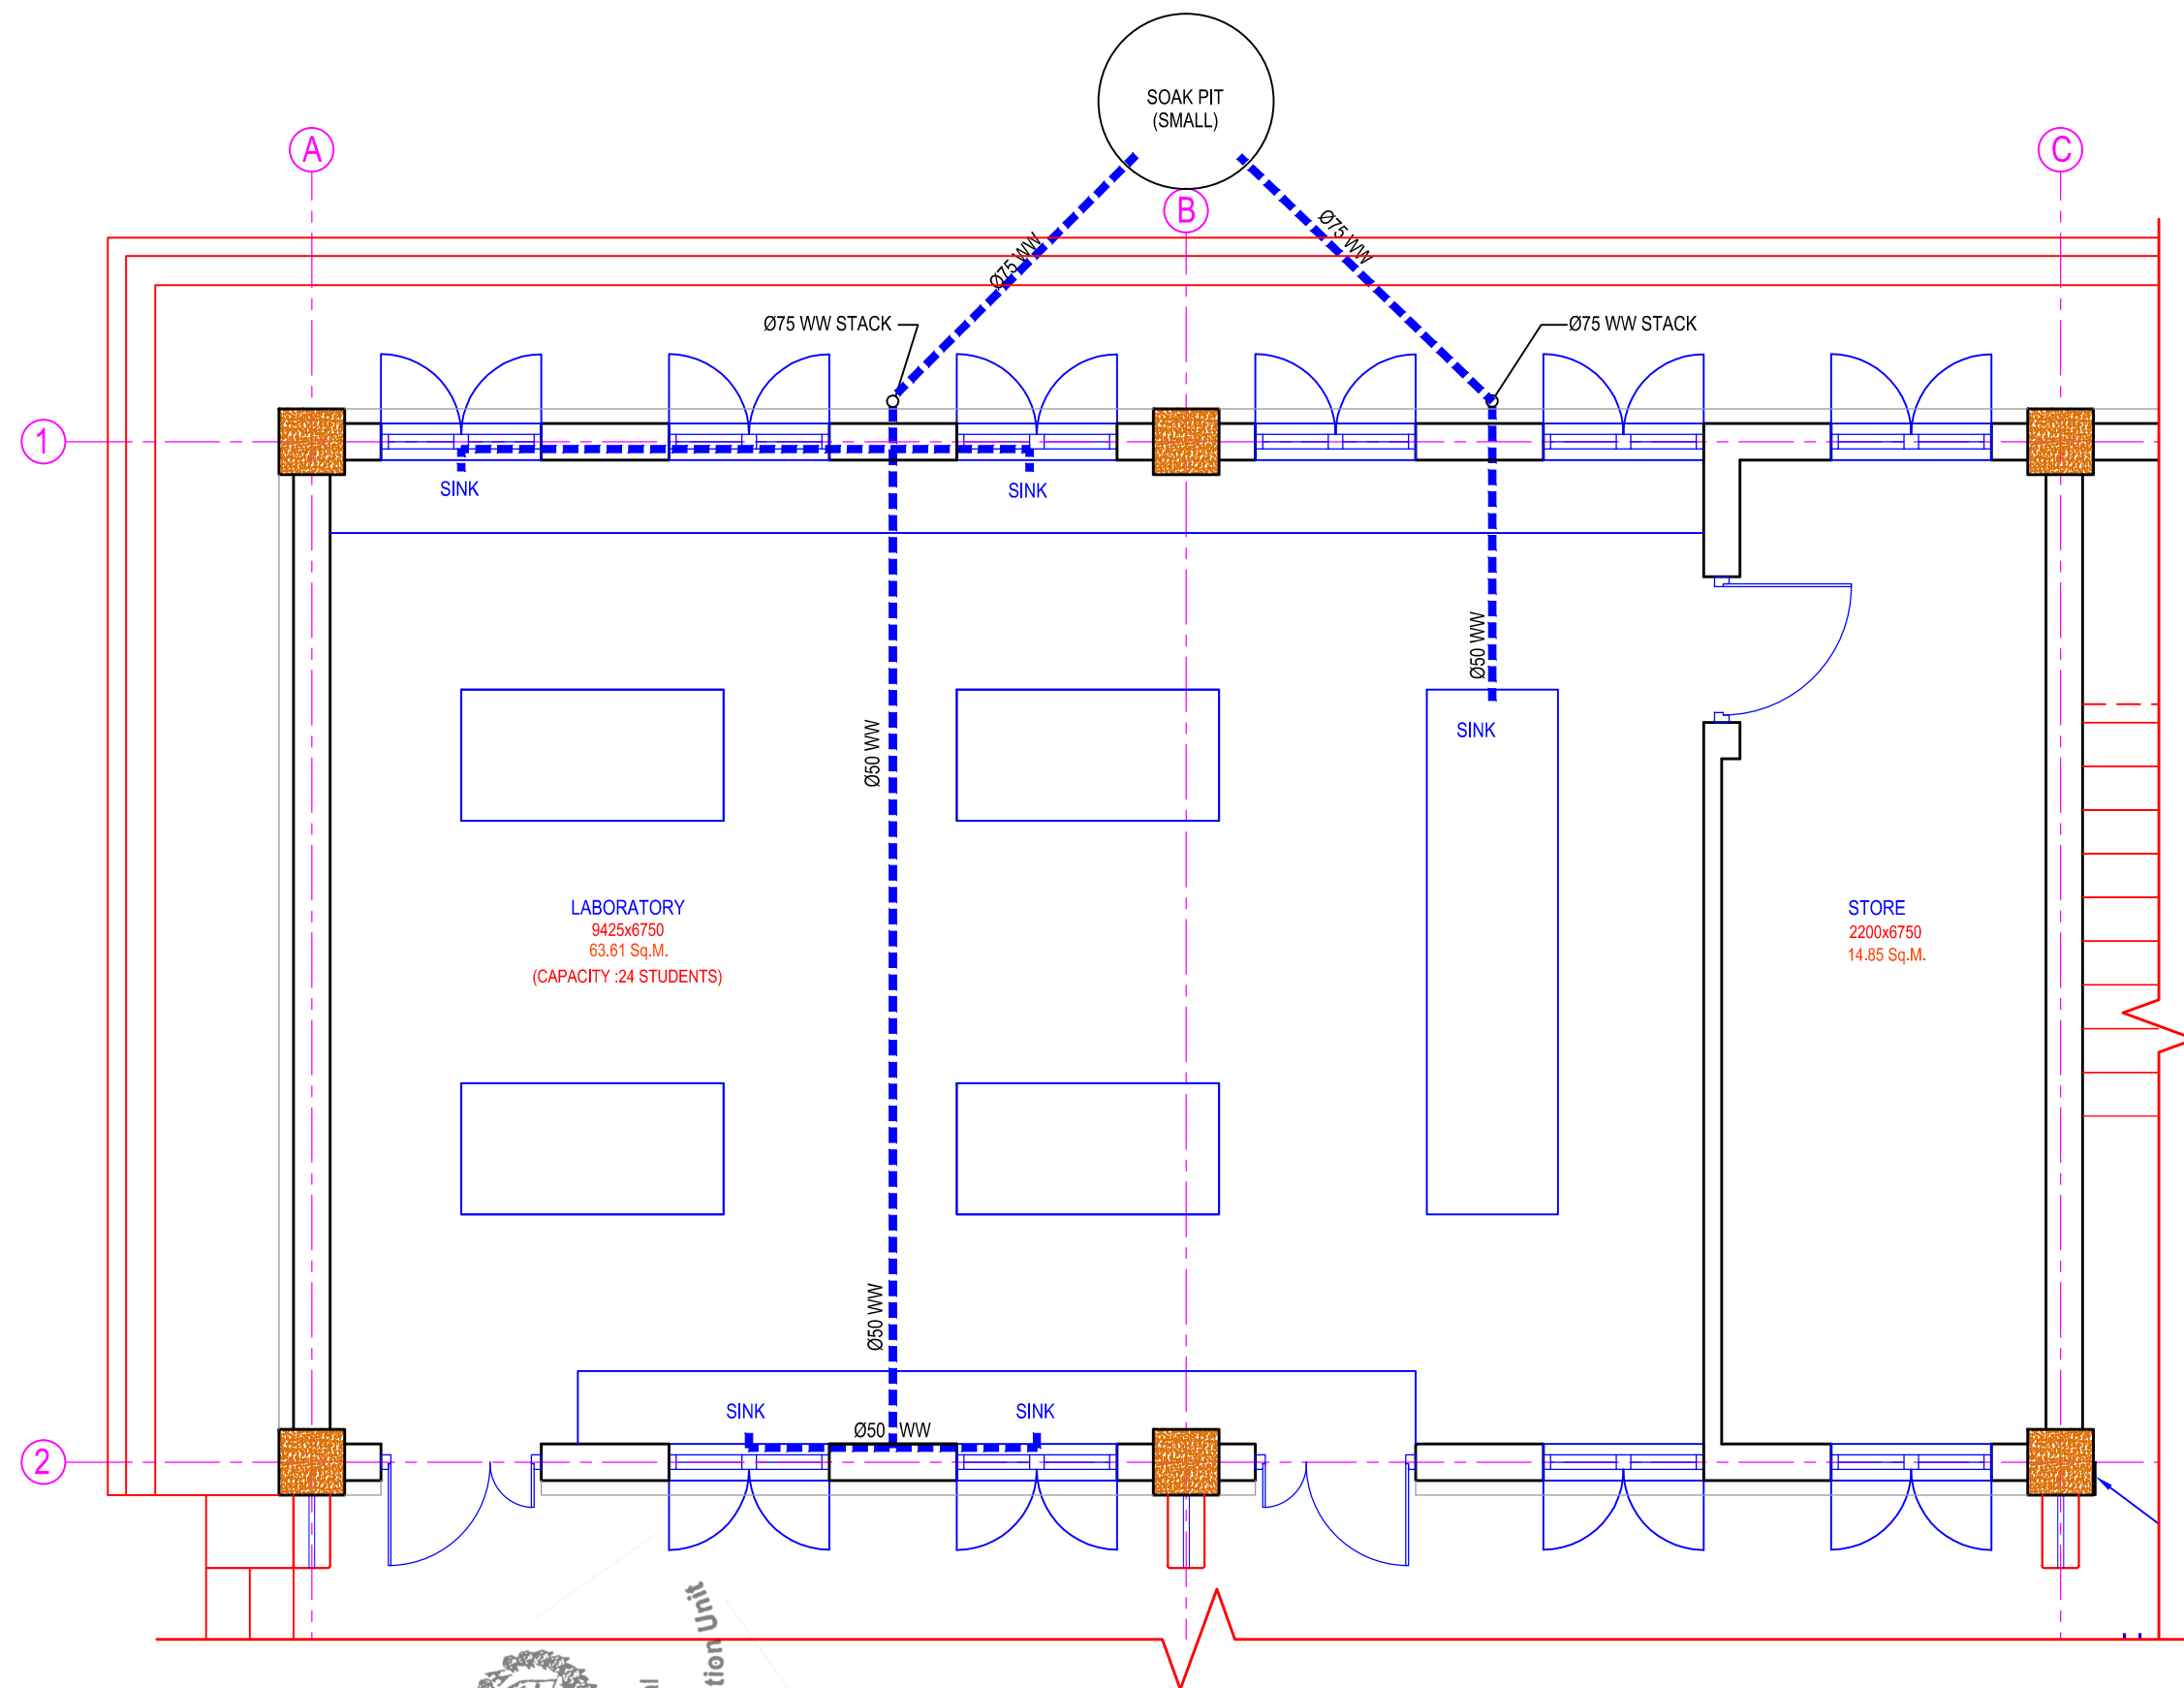 SOAK PIT
(SMALL)
A
B
C
Ø75 WW
Ø75 WW
Ø75 WW STACK
Ø75 WW STACK
1
SINK
SINK
Ø50 WW
SINK
Ø50 WW
LABORATORY
9425x6750
63.61 Sq.M.
(CAPACITY :24 STUDENTS)
STORE
2200x6750
14.85 Sq.M.
Ø50 WW
SINK
SINK
Ø50 WW
2
Unit